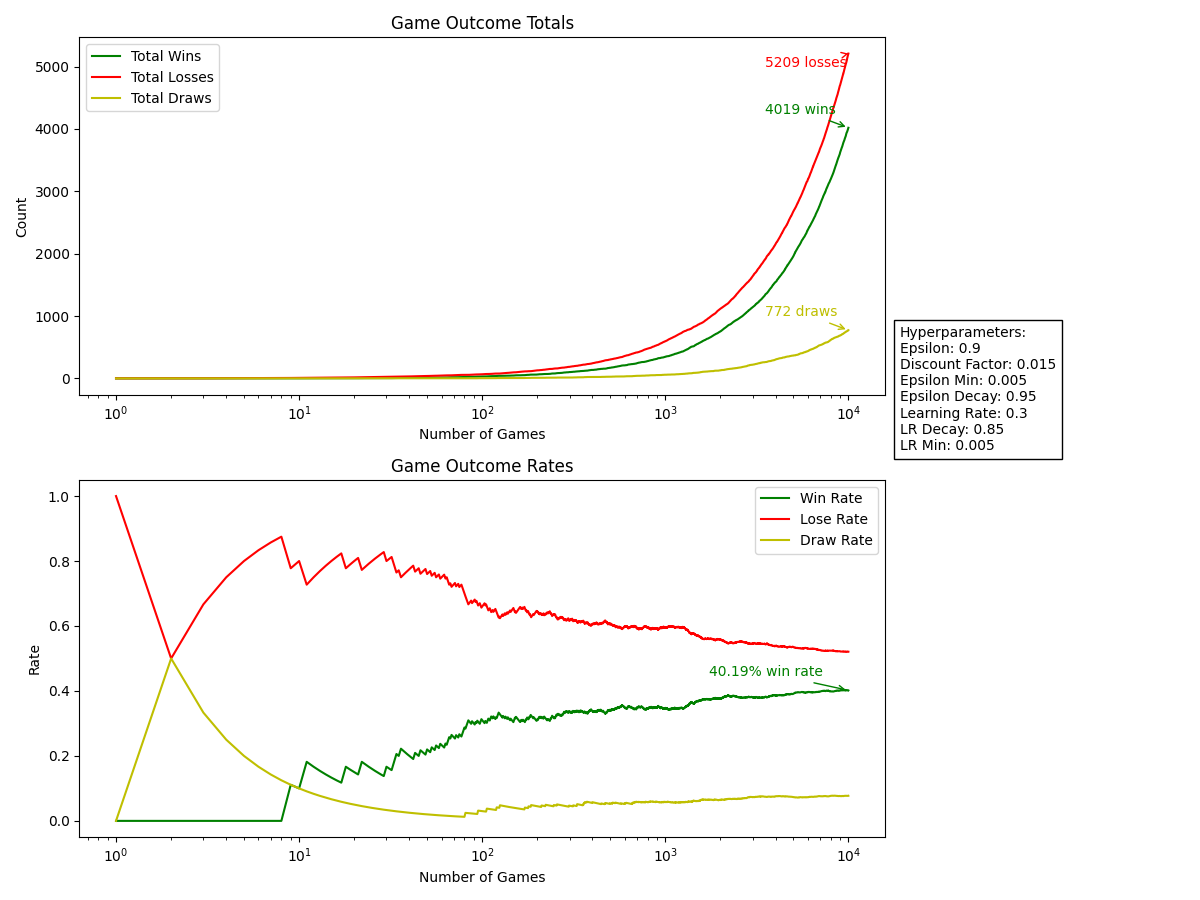 Game Outcome Totals
Total Wins
Total Losses
Total Draws
5209 losses
4019 wins
772 draws
Count
5000
4000
3000
2000
1000
0
10⁰
10¹
10²
10³
10⁴
Number of Games
Hyperparameters:
Epsilon: 0.9
Discount Factor: 0.015
Epsilon Min: 0.005
Epsilon Decay: 0.95
Learning Rate: 0.3
LR Decay: 0.85
LR Min: 0.005
Game Outcome Rates
Win Rate
Lose Rate
Draw Rate
40.19% win rate
Rate
1.0
0.8
0.6
0.4
0.2
0.0
10⁰
10¹
10²
10³
10⁴
Number of Games